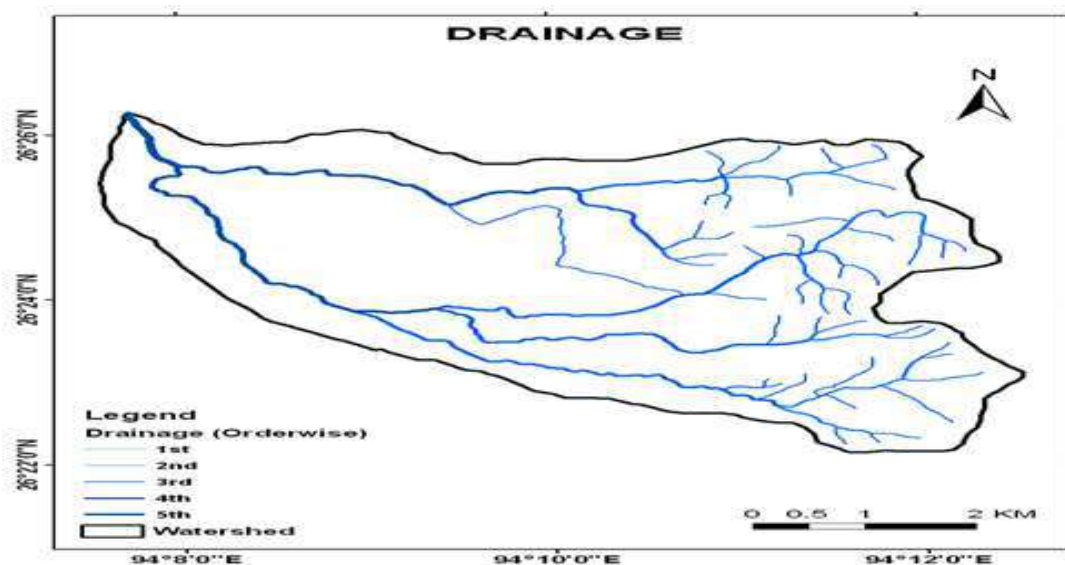 DRAINAGE
N
26°26'0"N
26°24'0"N
26°22'0"N
Legend
Drainage (Orderwise)
1st
2nd
3rd
4th
5th
Watershed
0 0.5 1 2 KM
94°8'0"E 94°10'0"E 94°12'0"E